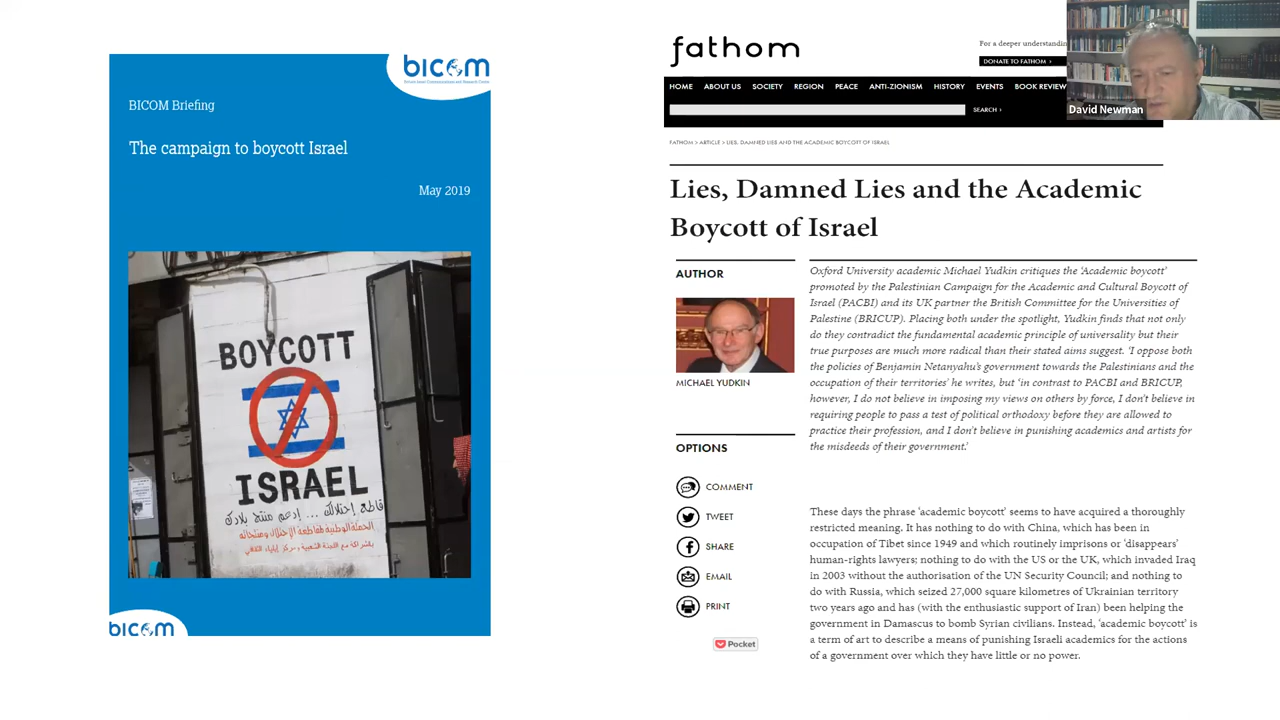 bicom
Britain Israel Communications and Research Centre
BICOM Briefing
The campaign to boycott Israel
May 2019
BOYCOTT
ISRAEL
قاطع إحتلالك ... إدعم منتج بلادك
الحملة الوطنية لمقاطعة الإحتلال ومنتجاته
bicom
fathom
For a deeper understandin
DONATE TO FATHOM ›
HOME ABOUT US SOCIETY REGION PEACE ANTI-ZIONISM HISTORY EVENTS BOOK REVIEW
SEARCH ›
David Newman
FATHOM > ARTICLE > LIES, DAMNED LIES AND THE ACADEMIC BOYCOTT OF ISRAEL
Lies, Damned Lies and the Academic
Boycott of Israel
AUTHOR
MICHAEL YUDKIN
OPTIONS
COMMENT
TWEET
SHARE
EMAIL
PRINT
Pocket
Oxford University academic Michael Yudkin critiques the ‘Academic boycott’
promoted by the Palestinian Campaign for the Academic and Cultural Boycott of
Israel (PACBI) and its UK partner the British Committee for the Universities of
Palestine (BRICUP). Placing both under the spotlight, Yudkin finds that not only
do they contradict the fundamental academic principle of universality but their
true purposes are much more radical than their stated aims suggest. ‘I oppose both
the policies of Benjamin Netanyahu’s government towards the Palestinians and the
occupation of their territories’ he writes, but ‘in contrast to PACBI and BRICUP,
however, I do not believe in imposing my views on others by force, I don’t believe in
requiring people to pass a test of political orthodoxy before they are allowed to
practice their profession, and I don’t believe in punishing academics and artists for
the misdeeds of their government.’
These days the phrase ‘academic boycott’ seems to have acquired a thoroughly
restricted meaning. It has nothing to do with China, which has been in
occupation of Tibet since 1949 and which routinely imprisons or ‘disappears’
human-rights lawyers; nothing to do with the US or the UK, which invaded Iraq
in 2003 without the authorisation of the UN Security Council; and nothing to
do with Russia, which seized 27,000 square kilometres of Ukrainian territory
two years ago and has (with the enthusiastic support of Iran) been helping the
government in Damascus to bomb Syrian civilians. Instead, ‘academic boycott’ is
a term of art to describe a means of punishing Israeli academics for the actions
of a government over which they have little or no power.